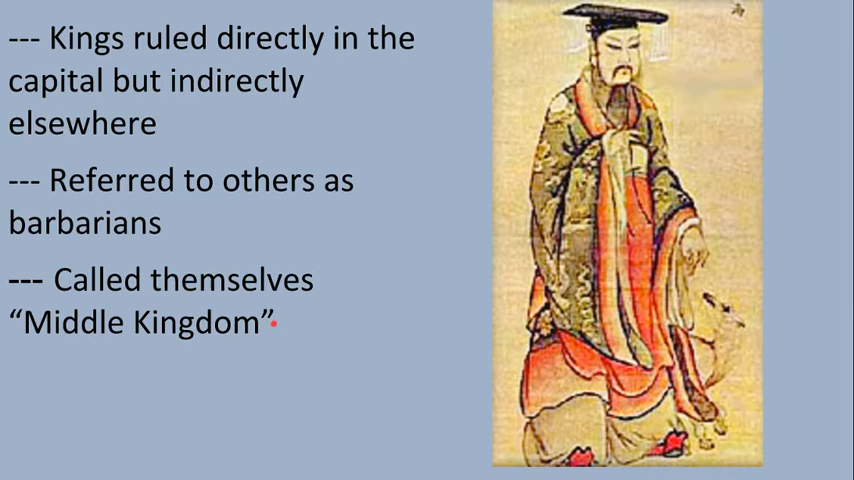 --- Kings ruled directly in the
capital but indirectly
elsewhere
--- Referred to others as
barbarians
--- Called themselves
“Middle Kingdom”